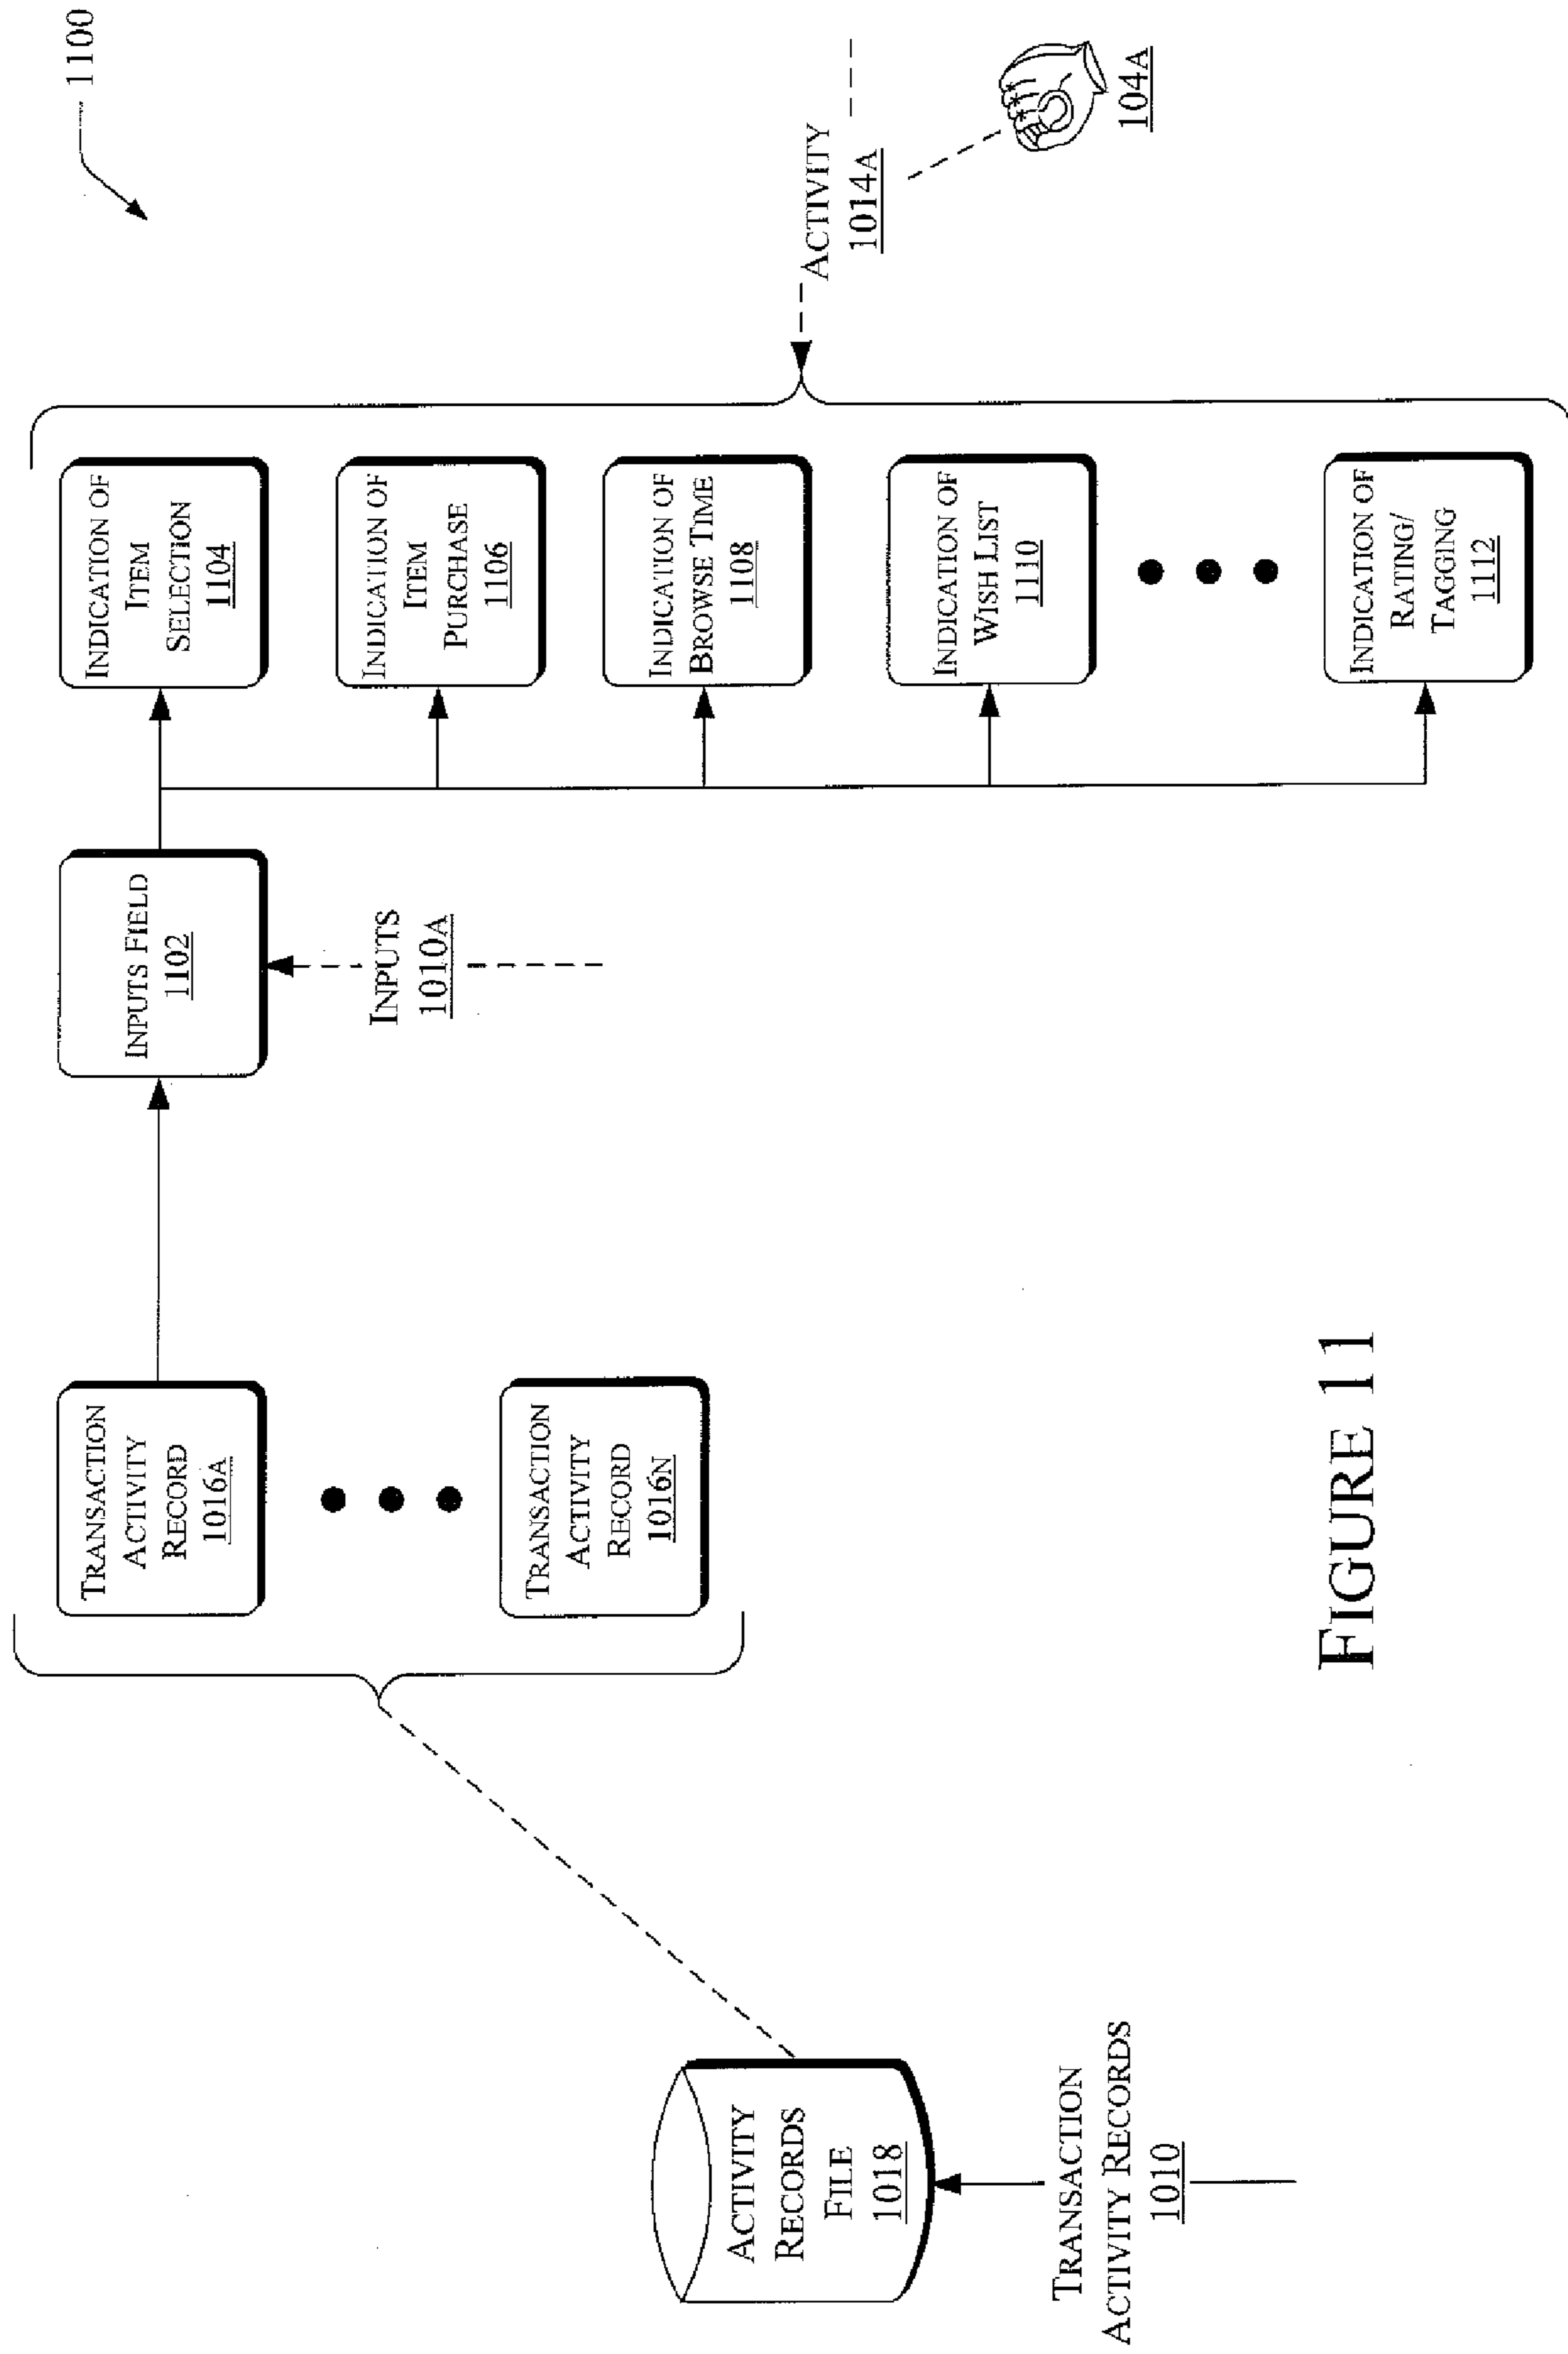 1100
TRANSACTION
ACTIVITY
RECORD
1016A
TRANSACTION
ACTIVITY
RECORD
1016N
ACTIVITY
RECORDS
FILE
1018
TRANSACTION
ACTIVITY RECORDS
1010
INPUTS FIELD
1102
INPUTS
1010A
INDICATION OF
ITEM
SELECTION
1104
INDICATION OF
ITEM
PURCHASE
1106
INDICATION OF
BROWSE TIME
1108
INDICATION OF
WISH LIST
1110
INDICATION OF
RATING/
TAGGING
1112
ACTIVITY
1014A
104A
FIGURE 11